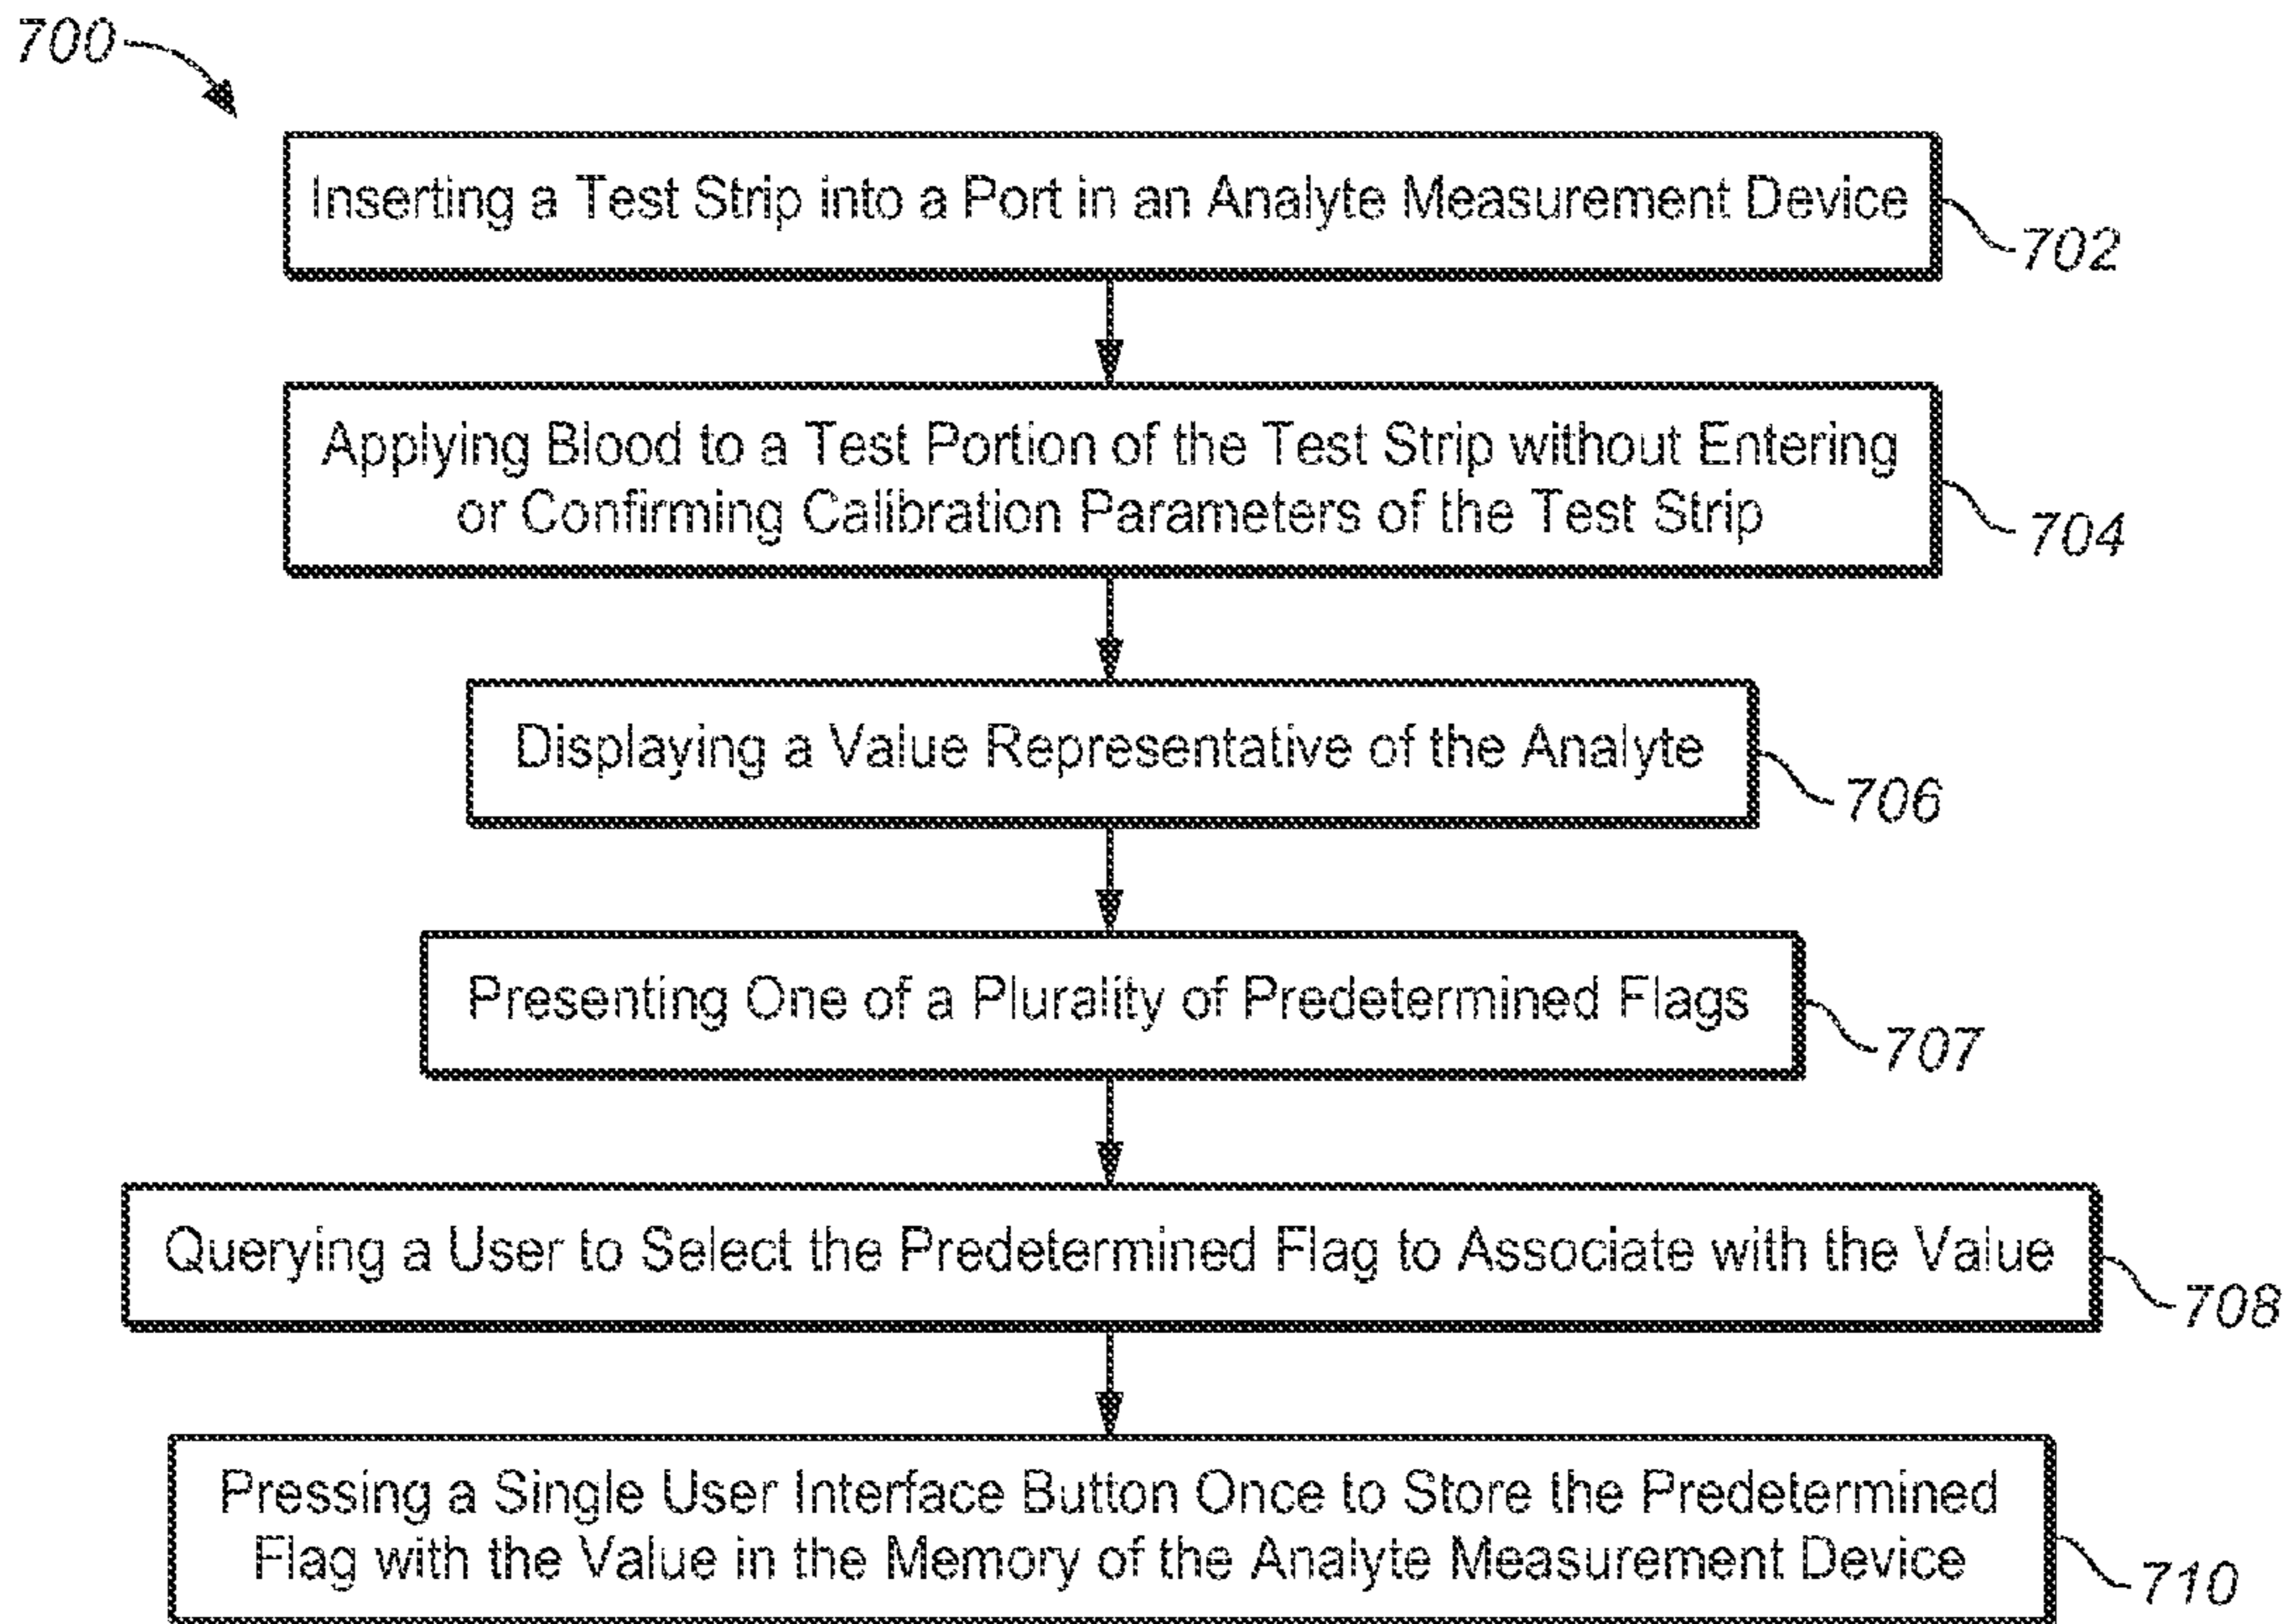 700
Inserting a Test Strip into a Port in an Analyte Measurement Device
702
Applying Blood to a Test Portion of the Test Strip without Entering
or Confirming Calibration Parameters of the Test Strip
704
Displaying a Value Representative of the Analyte
706
Presenting One of a Plurality of Predetermined Flags
707
Querying a User to Select the Predetermined Flag to Associate with the Value
708
Pressing a Single User Interface Button Once to Store the Predetermined
Flag with the Value in the Memory of the Analyte Measurement Device
710